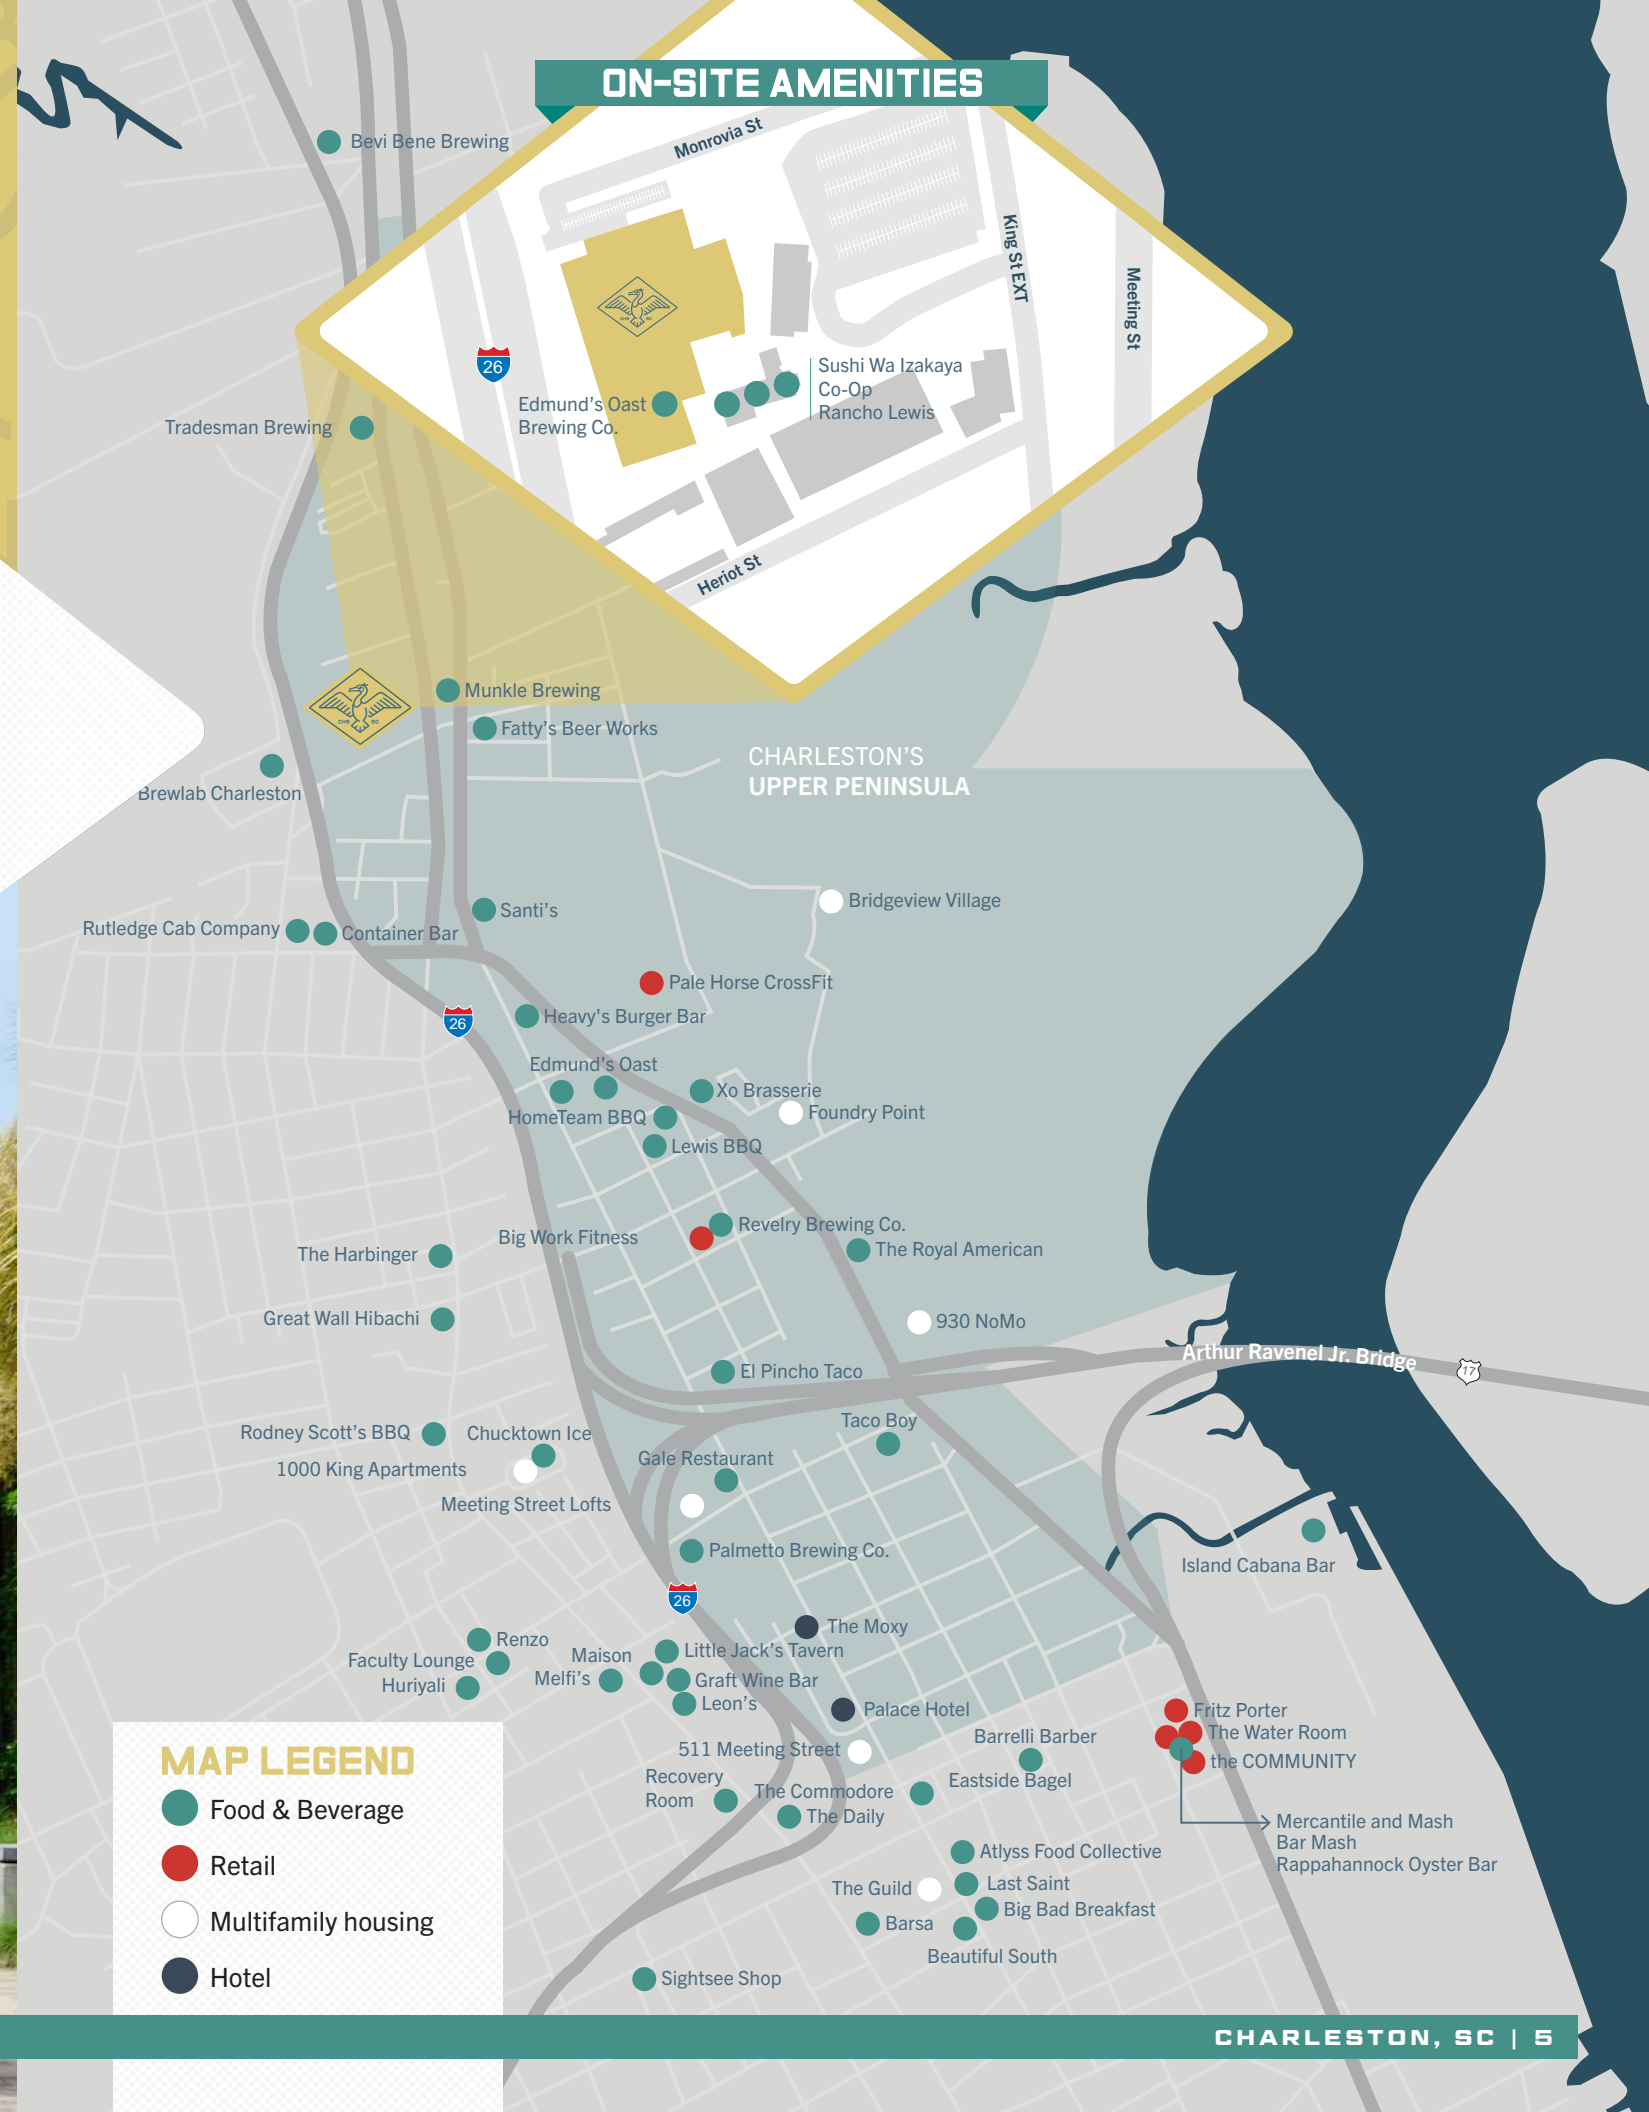 ON-SITE AMENITIES
Monrovia St
Bevi Bene Brewing
King St EXT
Meeting St
CHS SC
26
Sushi Wa Izakaya
Co-Op
Rancho Lewis
Edmund's Oast
Brewing Co.
Tradesman Brewing
Heriot St
Munkle Brewing
CHS SC
Fatty's Beer Works
CHARLESTON'S
UPPER PENINSULA
Brewlab Charleston
Bridgeview Village
Santi's
Rutledge Cab Company
Container Bar
Pale Horse CrossFit
26
Heavy's Burger Bar
Edmund's Oast
Xo Brasserie
Foundry Point
HomeTeam BBQ
Lewis BBQ
Revelry Brewing Co.
Big Work Fitness
The Royal American
The Harbinger
Great Wall Hibachi
930 NoMo
Arthur Ravenel Jr. Bridge
17
El Pincho Taco
Taco Boy
Rodney Scott's BBQ
Chucktown Ice
Gale Restaurant
1000 King Apartments
Meeting Street Lofts
Palmetto Brewing Co.
Island Cabana Bar
26
The Moxy
Renzo
Little Jack's Tavern
Maison
Faculty Lounge
Melfi's
Graft Wine Bar
Huriyali
Leon's
Palace Hotel
Fritz Porter
The Water Room
the COMMUNITY
Barrelli Barber
511 Meeting Street
Recovery
Room
The Commodore
Eastside Bagel
The Daily
Mercantile and Mash
Bar Mash
Rappahannock Oyster Bar
Atlyss Food Collective
The Guild
Last Saint
Big Bad Breakfast
Barsa
Beautiful South
Sightsee Shop
MAP LEGEND
Food & Beverage
Retail
Multifamily housing
Hotel
CHARLESTON, SC | 5